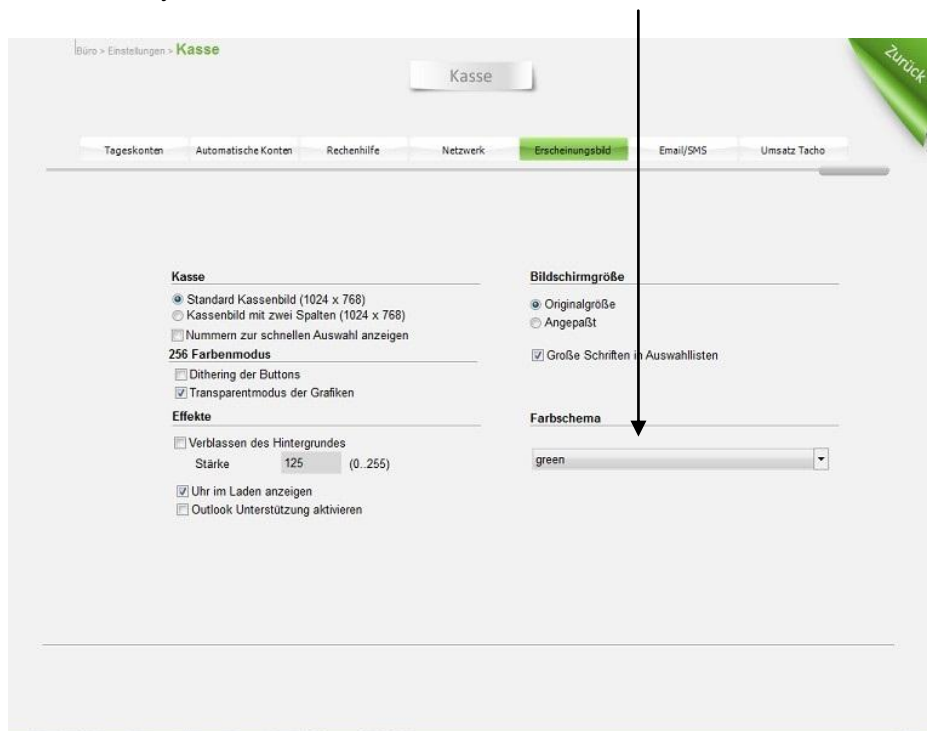 Büro > Einstellungen > Kasse
Zurück
Kasse
Tageskonten Automatische Konten Rechenhilfe Netzwerk Erscheinungsbild Email/SMS Umsatz Tacho
Kasse
Standard Kassenbild (1024 x 768)
Kassenbild mit zwei Spalten (1024 x 768)
Nummern zur schnellen Auswahl anzeigen
256 Farbenmodus
Dithering der Buttons
Transparentmodus der Grafiken
Effekte
Verblassen des Hintergrundes
Stärke 125 (0..255)
Uhr im Laden anzeigen
Outlook Unterstützung aktivieren
Bildschirmgröße
Originalgröße
Angepaßt
Große Schriften in Auswahllisten
Farbschema
green